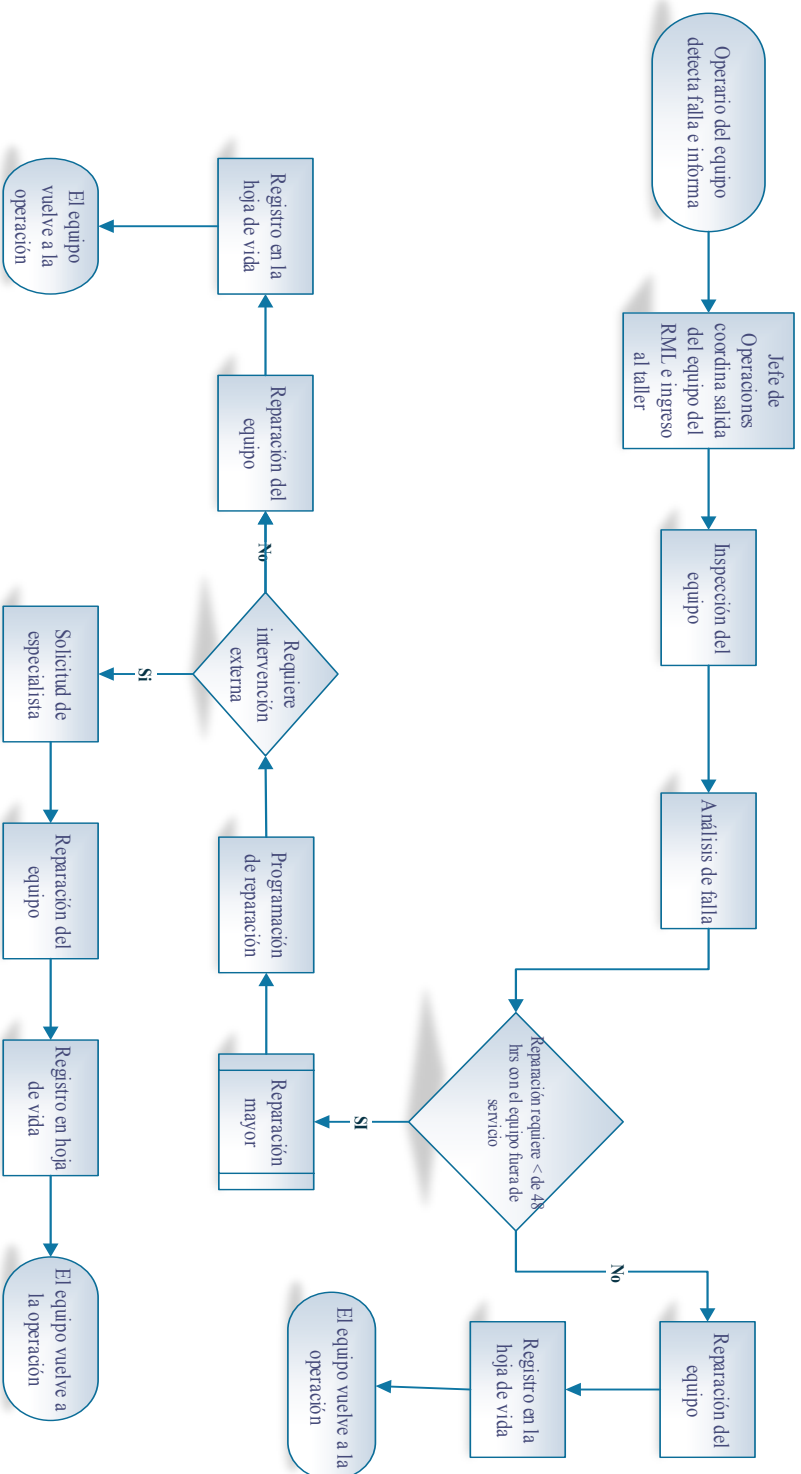 Operario del equipo
detecta falla e informa
Jefe de
Operaciones
coordina salida
del equipo del
RML e ingreso
al taller
Inspección del
equipo
Análisis de falla
Reparación requiere < de 48
hrs con el equipo fuera de
servicio
No
Reparación del
equipo
Registro en la
hoja de vida
El equipo vuelve a la
operación
SI
Reparación
mayor
Programación
de reparación
Requiere
intervención
externa
No
Reparación del
equipo
Registro en la
hoja de vida
El equipo
vuelve a la
operación
Si
Solicitud de
especialista
Reparación del
equipo
Registro en hoja
de vida
El equipo vuelve a
la operación